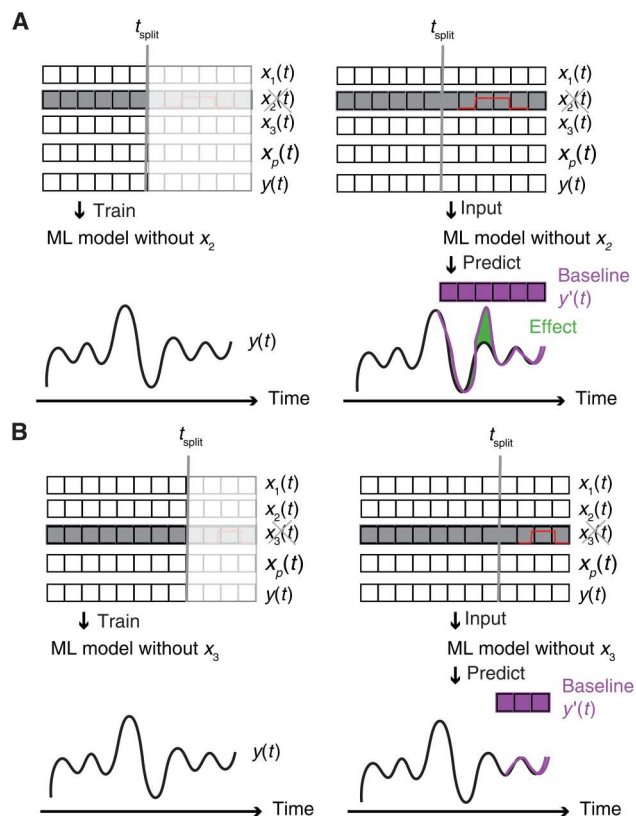 A
t_split
x_1(t)
x_2(t)
x_3(t)
x_p(t)
y(t)
Train
ML model without x_2
y(t)
Time
t_split
x_1(t)
x_2(t)
x_3(t)
x_p(t)
y(t)
Input
ML model without x_2
Predict
Baseline
y'(t)
Effect
Time
B
t_split
x_1(t)
x_2(t)
x_3(t)
x_p(t)
y(t)
Train
ML model without x_3
y(t)
Time
t_split
x_1(t)
x_2(t)
x_3(t)
x_p(t)
y(t)
Input
ML model without x_3
Predict
Baseline
y'(t)
Time